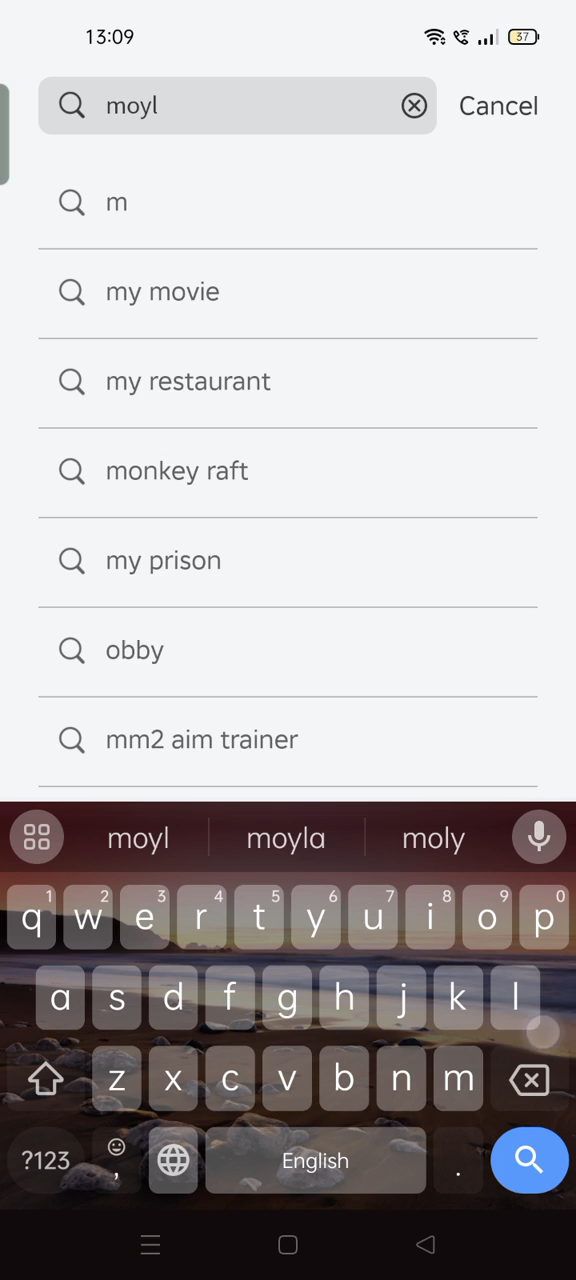 13:09
37
moyl
Cancel
m
my movie
my restaurant
monkey raft
my prison
obby
mm2 aim trainer
moyl moyla moly
1 2 3 4 5 6 7 8 9 0
q w e r t y u i o p
a s d f g h j k l
z x c v b n m
?123 , English .